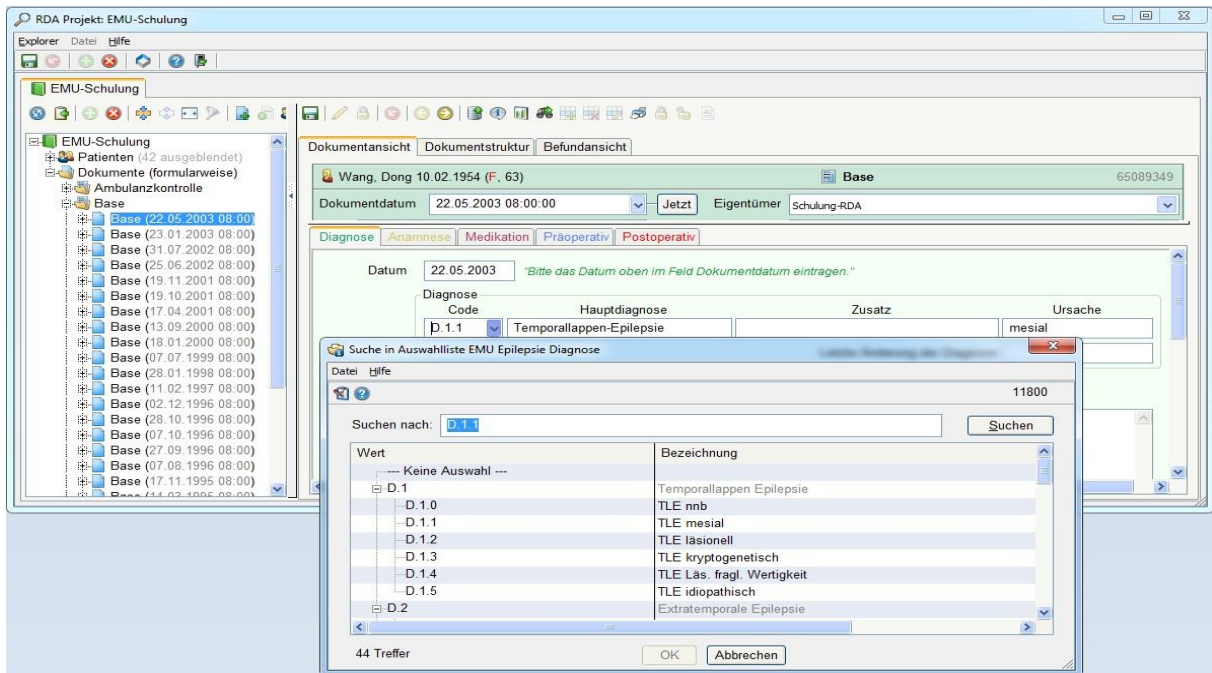 RDA Projekt: EMU-Schulung
Explorer Datei Hilfe
EMU-Schulung
EMU-Schulung
Patienten (42 ausgeblendet)
Dokumente (formularweise)
Ambulanzkontrolle
Base
Base (22.05.2003 08:00)
Base (23.01.2003 08:00)
Base (31.07.2002 08:00)
Base (25.06.2002 08:00)
Base (19.11.2001 08:00)
Base (19.10.2001 08:00)
Base (17.04.2001 08:00)
Base (13.09.2000 08:00)
Base (18.01.2000 08:00)
Base (07.07.1999 08:00)
Base (28.01.1998 08:00)
Base (11.02.1997 08:00)
Base (02.12.1996 08:00)
Base (28.10.1996 08:00)
Base (07.10.1996 08:00)
Base (27.09.1996 08:00)
Base (07.08.1996 08:00)
Base (17.11.1995 08:00)
Base (14.03.1995 08:00)
Dokumentansicht Dokumentstruktur Befundansicht
Wang, Dong 10.02.1954 (F, 63) Base 65089349
Dokumentdatum 22.05.2003 08:00:00 Jetzt Eigentümer Schulung-RDA
Diagnose Anamnese Medikation Präoperativ Postoperativ
Datum 22.05.2003 "Bitte das Datum oben im Feld Dokumentdatum eintragen."
Diagnose
Code Hauptdiagnose Zusatz Ursache
D.1.1 Temporallappen-Epilepsie mesial
Suche in Auswahlliste EMU Epilepsie Diagnose
Datei Hilfe
11800
Suchen nach: D.1.1 Suchen
Wert Bezeichnung
--- Keine Auswahl ---
D.1 Temporallappen Epilepsie
D.1.0 TLE nnb
D.1.1 TLE mesial
D.1.2 TLE läsionell
D.1.3 TLE kryptogenetisch
D.1.4 TLE Läs. fragl. Wertigkeit
D.1.5 TLE idiopathisch
D.2 Extratemporale Epilepsie
44 Treffer OK Abbrechen